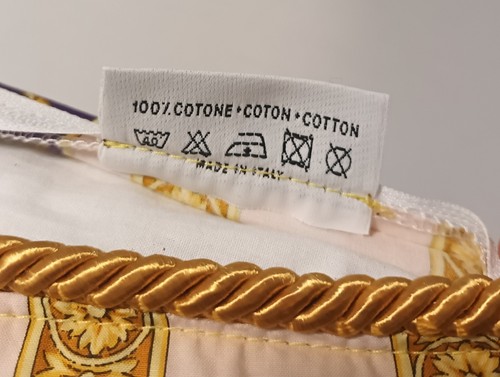 100% COTONE • COTON • COTTON
MADE IN ITALY